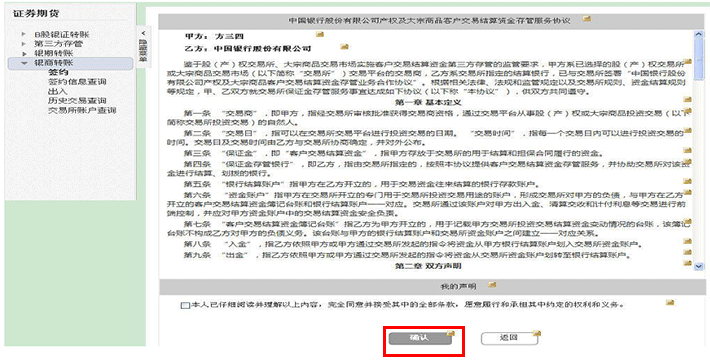 证券期货
B股银证转账
第三方存管
银期转账
银商转账
签约
签约信息查询
出入
历史交易查询
交易所账户查询
中国银行股份有限公司产权及大宗商品客户交易结算资金存管服务协议
甲方：方三四
乙方：中国银行股份有限公司
鉴于股（产）权交易所、大宗商品交易市场实施客户交易结算资金第三方存管的监管要求，甲方系已选择的股（产）权交易所
或大宗商品交易市场（以下简称“交易所”）交易平台的交易商，乙方系交易所指定的结算银行，已与交易所签署“中国银行股份
有限公司产权及大宗商品客户交易结算资金存管业务合作协议”。根据相关法律、法规和监管规定以及交易所规则、资金结算规则
等规定，甲、乙双方就交易所保证金存管服务事宜达成如下协议（以下称“本协议”），供双方共同遵守。
第一章 基本定义
第一条 “交易商”，即甲方，指经交易所审核批准获得交易商资格，通过交易平台从事股（产）权或大宗商品投资交易（以下
简称交易所投资交易）的自然人。
第二条 “交易日”，指可以在交易所交易平台进行投资交易的日期。 “交易时间”，指每一个交易日内可以进行投资交易的
时间。交易日及交易时间由乙方与交易所协商确定，并对外公布。
第三条 “保证金”，即“客户交易结算资金”，指甲方存放于交易所的用于结算和担保合同履行的资金。
第四条 “保证金存管银行”，即乙方，指由交易所指定的，按照本协议提供客户交易结算资金存管服务，并协助交易所对该资
金进行结算、划拨的银行。
第五条 “银行结算账户”指甲方在乙方开立的，用于交易资金往来结算的银行存款账户。
第六条 “资金账户”指甲方在交易所开立的专门用于交易所投资交易用途的账户，形成交易所对甲方的负债，与甲方在乙方
开立的客户交易结算资金簿记台账和银行结算账户一一对应。交易所通过该账户对甲方出入金、清算交收和计付利息等交易进行前
端控制，并应对甲方资金账户中的交易结算资金安全负责。
第七条 “客户交易结算资金簿记台账”指乙方为甲方开立的，用于记载甲方交易所投资交易结算资金变动情况的台账，该簿记
台账不构成乙方对甲方的负债义务。该台账与甲方的银行结算账户和交易所资金账户之间建立一一对应关系。
第八条 “入金”，指乙方依照甲方或甲方通过交易所发起的指令将资金从甲方银行结算账户划入交易所资金账户。
第九条 “出金”，指乙方依照甲方或甲方通过交易所发起的指令将资金从交易所资金账户划转至银行结算账户。
第二章 双方声明
我的声明
本人已仔细阅读并理解以上内容，完全同意并接受其中的全部条款，愿意履行和承担其中约定的权利和义务。
确认
返回